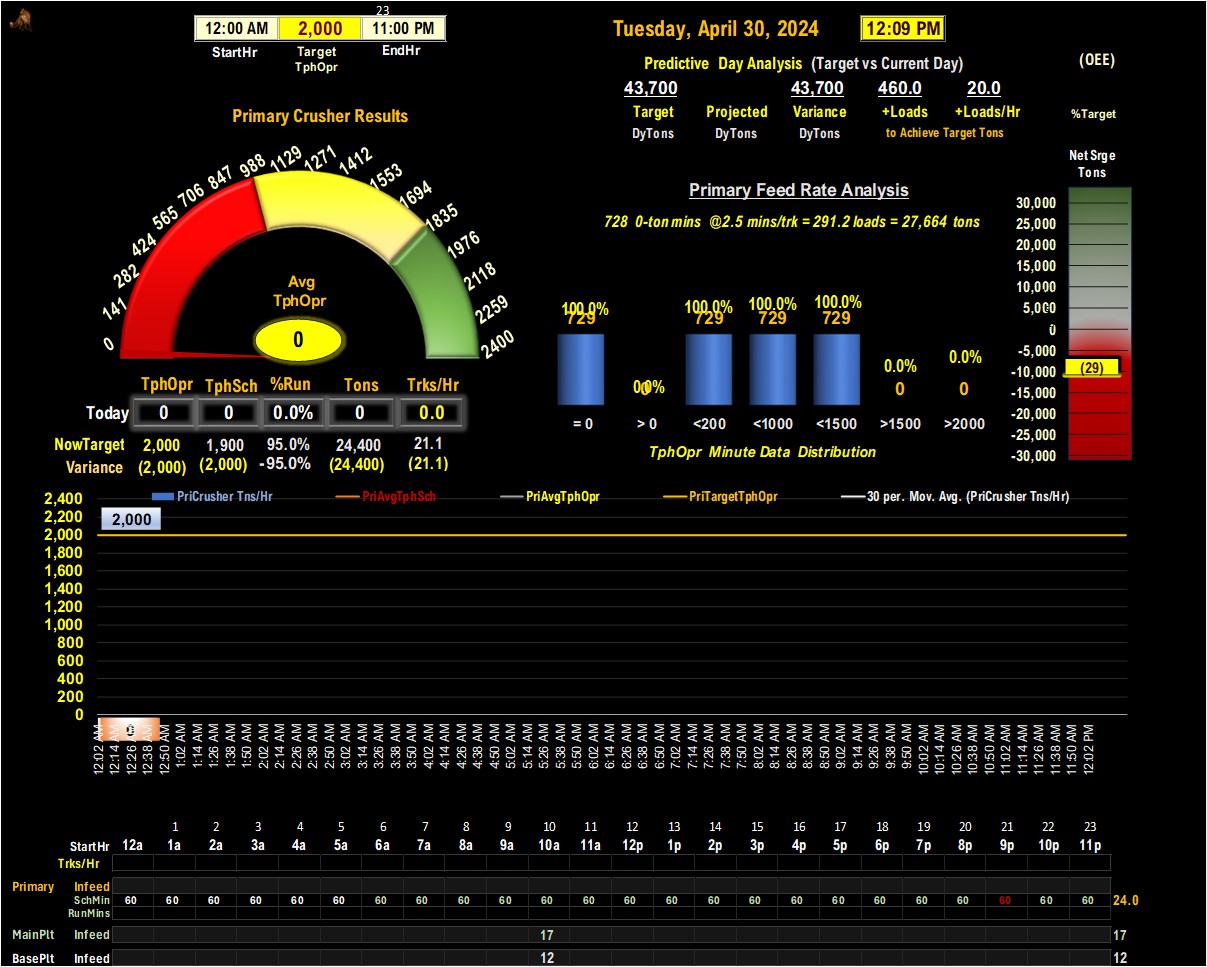 23
12:00 AM 2,000 11:00 PM
StartHr Target EndHr
TphOpr
Tuesday, April 30, 2024 12:09 PM
Predictive Day Analysis (Target vs Current Day) (OEE)
43,700 43,700 460.0 20.0
Target Projected Variance +Loads +Loads/Hr %Target
DyTons DyTons DyTons to Achieve Target Tons
Primary Crusher Results
0 141 282 424 565 706 847 988 1129 1271 1412 1553 1694 1835 1976 2118 2259 2400
Avg
TphOpr
0
TphOpr TphSch %Run Tons Trks/Hr
Today 0 0 0.0% 0 0.0
NowTarget 2,000 1,900 95.0% 24,400 21.1
Variance (2,000) (2,000) -95.0% (24,400) (21.1)
Primary Feed Rate Analysis
728 0-ton mins @2.5 mins/trk = 291.2 loads = 27,664 tons
100.0% 0.0% 100.0% 100.0% 100.0% 0.0% 0.0%
729 0 729 729 729 0 0
= 0 > 0 <200 <1000 <1500 >1500 >2000
TphOpr Minute Data Distribution
Net Srge
Tons
30,000
25,000
20,000
15,000
10,000
5,000
0
-5,000
-10,000 (29)
-15,000
-20,000
-25,000
-30,000
PriCrusher Tns/Hr PriAvgTphSch PriAvgTphOpr PriTargetTphOpr 30 per. Mov. Avg. (PriCrusher Tns/Hr)
2,400
2,200
2,000
2,000
1,800
1,600
1,400
1,200
1,000
800
600
400
200
0
0
12:02 AM 12:14 AM 12:26 AM 12:38 AM 12:50 AM 1:02 AM 1:14 AM 1:26 AM 1:38 AM 1:50 AM 2:02 AM 2:14 AM 2:26 AM 2:38 AM 2:50 AM 3:02 AM 3:14 AM 3:26 AM 3:38 AM 3:50 AM 4:02 AM 4:14 AM 4:26 AM 4:38 AM 4:50 AM 5:02 AM 5:14 AM 5:26 AM 5:38 AM 5:50 AM 6:02 AM 6:14 AM 6:26 AM 6:38 AM 6:50 AM 7:02 AM 7:14 AM 7:26 AM 7:38 AM 7:50 AM 8:02 AM 8:14 AM 8:26 AM 8:38 AM 8:50 AM 9:02 AM 9:14 AM 9:26 AM 9:38 AM 9:50 AM 10:02 AM 10:14 AM 10:26 AM 10:38 AM 10:50 AM 11:02 AM 11:14 AM 11:26 AM 11:38 AM 11:50 AM 12:02 PM
1 2 3 4 5 6 7 8 9 10 11 12 13 14 15 16 17 18 19 20 21 22 23
StartHr 12a 1a 2a 3a 4a 5a 6a 7a 8a 9a 10a 11a 12p 1p 2p 3p 4p 5p 6p 7p 8p 9p 10p 11p
Trks/Hr
Primary Infeed
SchMin 60 60 60 60 60 60 60 60 60 60 60 60 60 60 60 60 60 60 60 60 60 60 60 60 24.0
RunMins
MainPlt Infeed 17 17
BasePlt Infeed 12 12